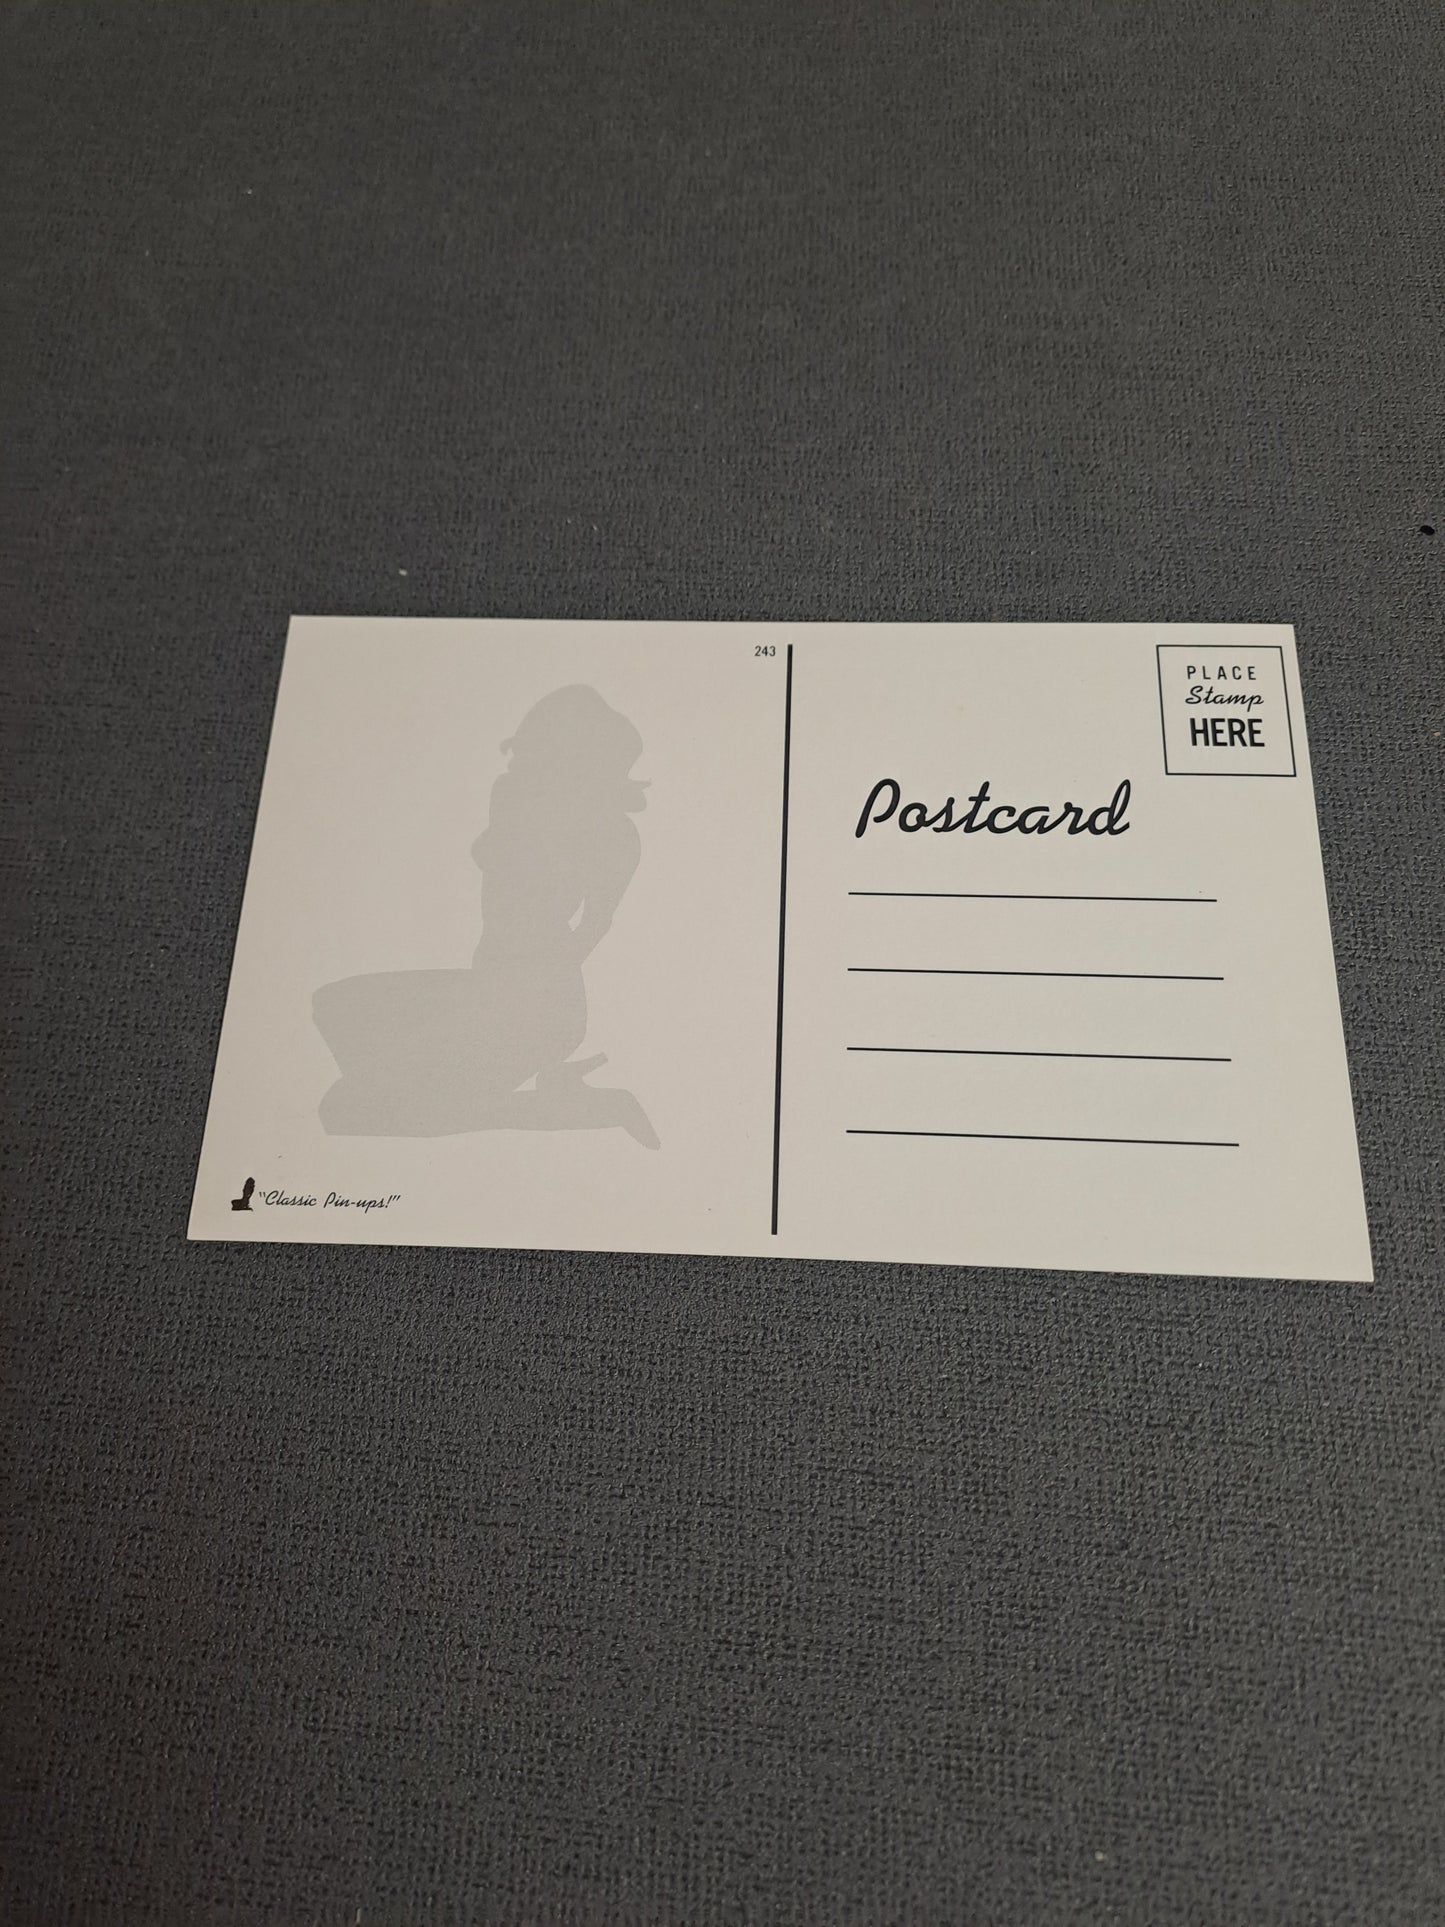 243
PLACE
Stamp
HERE
Postcard
"Classic Pin-ups!"